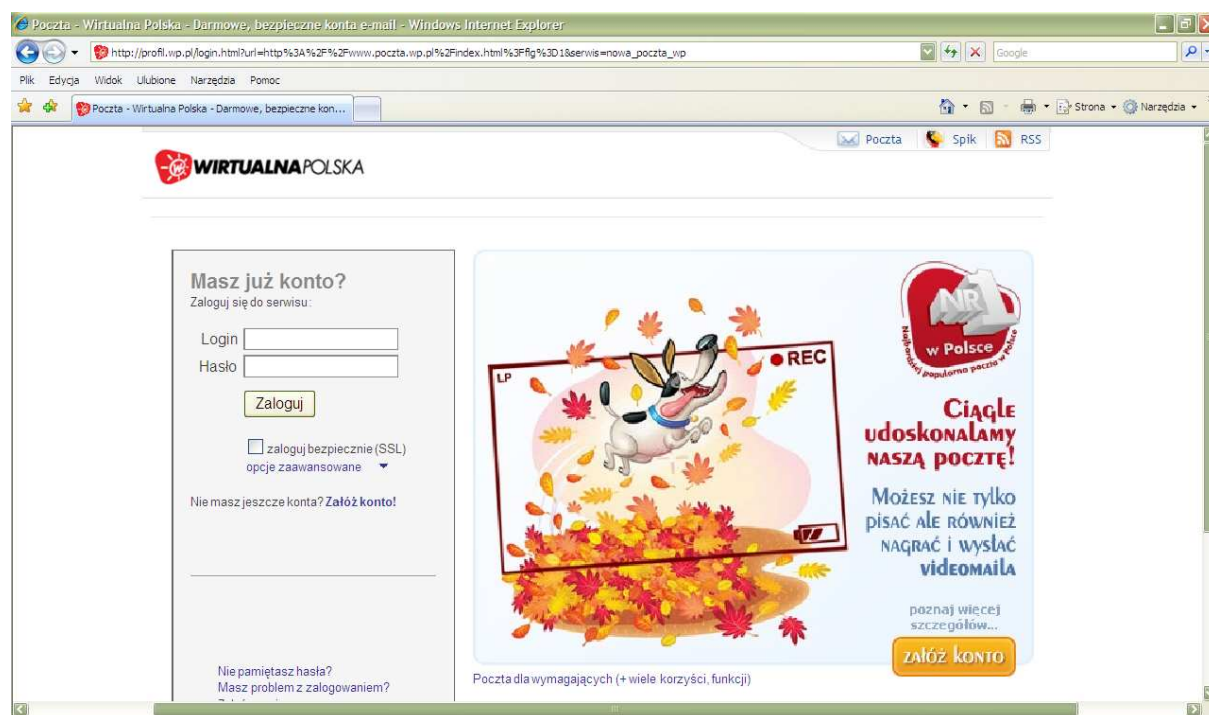 Poczta - Wirtualna Polska - Darmowe, bezpieczne konta e-mail - Windows Internet Explorer
http://profil.wp.pl/login.html?url=http%3A%2F%2Fwww.poczta.wp.pl%2Findex.html%3Fflg%3D1&serwis=nowa_poczta_wp
Google
Plik Edycja Widok Ulubione Narzędzia Pomoc
Poczta - Wirtualna Polska - Darmowe, bezpieczne kon...
Strona Narzędzia
Poczta Spik RSS
WIRTUALNAPOLSKA
Masz już konto?
Zaloguj się do serwisu:
Login
Hasło
Zaloguj
zaloguj bezpiecznie (SSL)
opcje zaawansowane
Nie masz jeszcze konta? Załóż konto!
Nie pamiętasz hasła?
Masz problem z zalogowaniem?
LP
REC
NR 1
w Polsce
Najbardziej popularna poczta w Polsce
Ciągle
udoskonalamy
naszą pocztę!
Możesz nie tylko
pisać ale również
nagrać i wysłać
videomaila
poznaj więcej
szczegółów...
załóż konto
Poczta dla wymagających (+ wiele korzyści, funkcji)